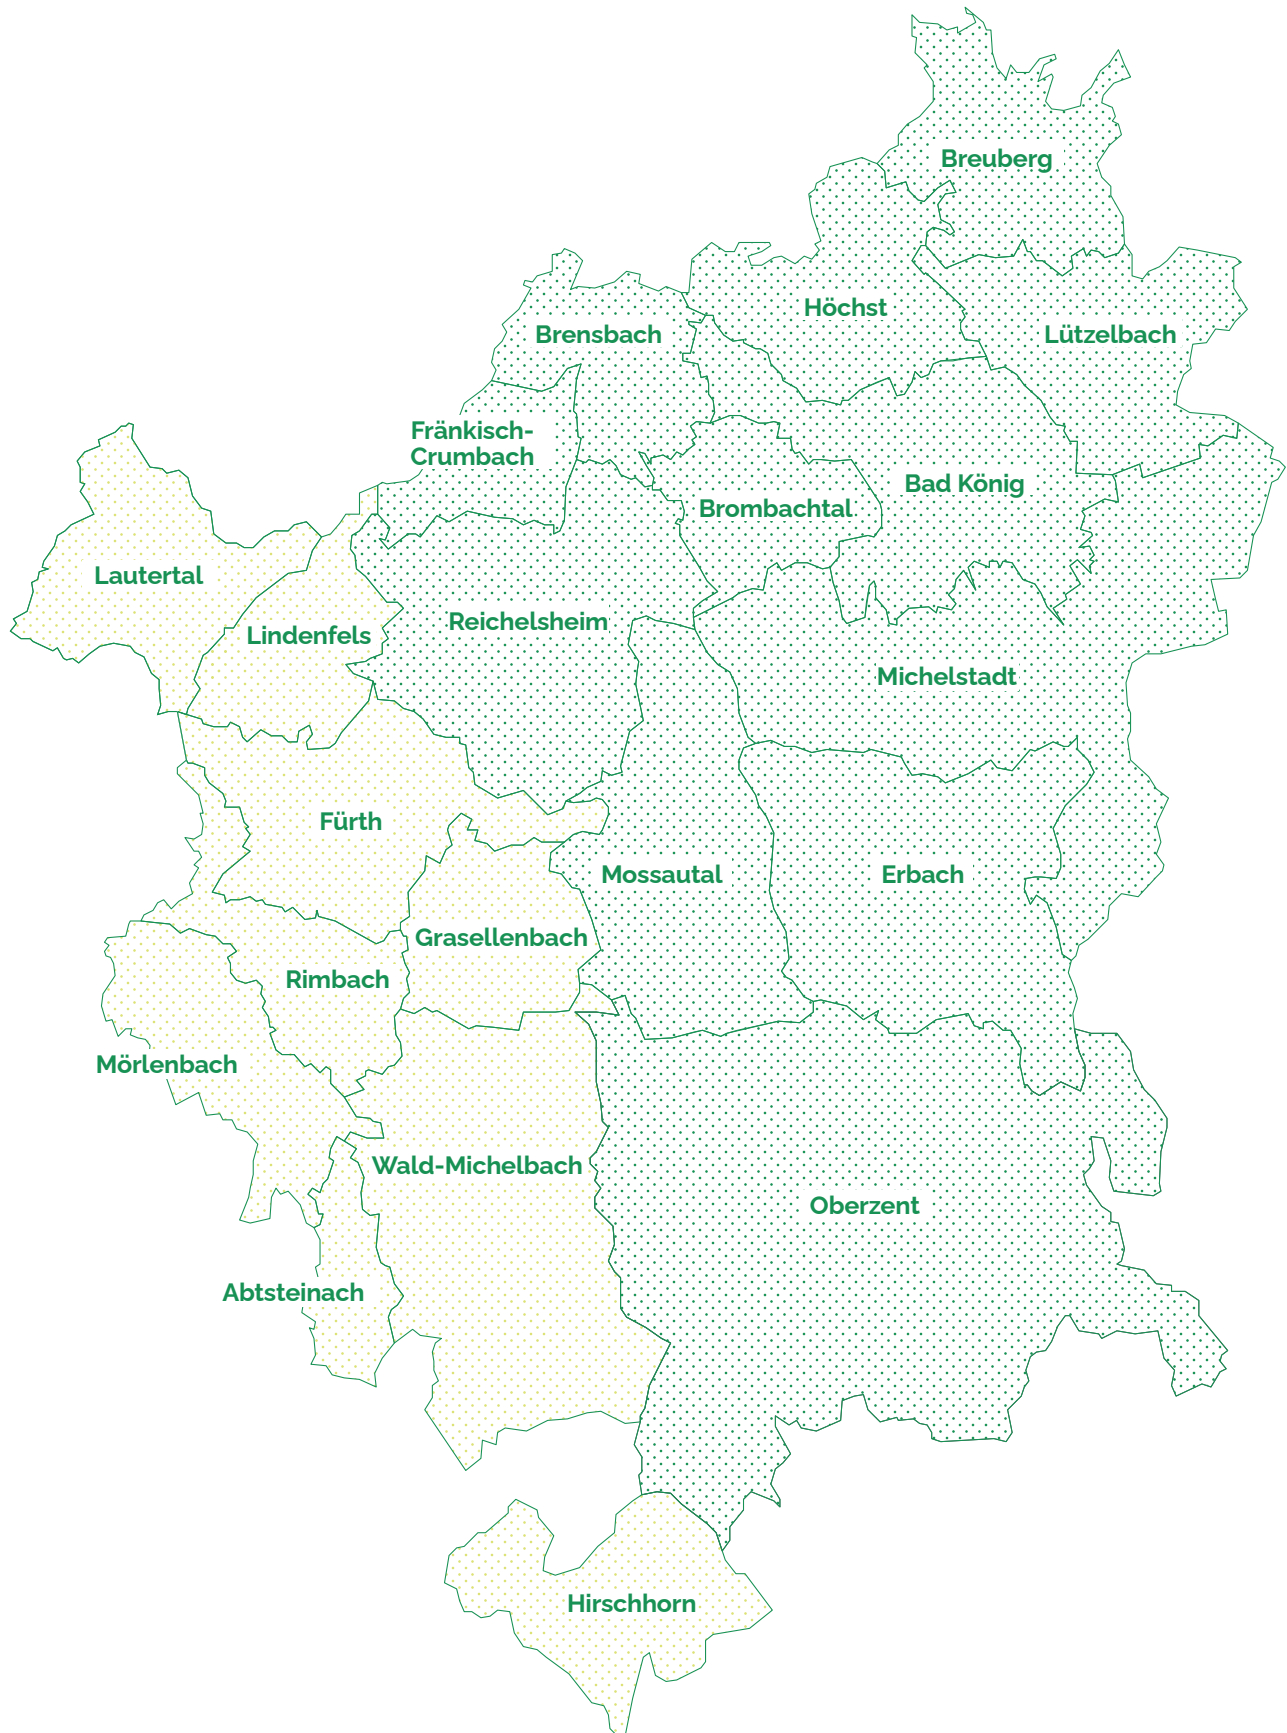 Breuberg
Höchst
Brensbach
Lützelbach
Fränkisch-
Crumbach
Bad König
Brombachtal
Lautertal
Reichelsheim
Lindenfels
Michelstadt
Fürth
Mossautal
Erbach
Grasellenbach
Rimbach
Mörlenbach
Wald-Michelbach
Oberzent
Abtsteinach
Hirschhorn